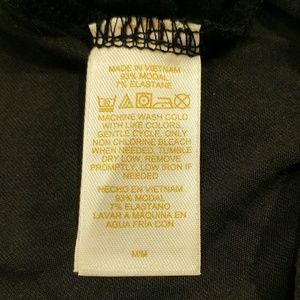 MADE IN VIETNAM
93% MODAL
7% ELASTANE
MACHINE WASH COLD
WITH LIKE COLORS,
GENTLE CYCLE, ONLY
NON CHLORINE BLEACH
WHEN NEEDED, TUMBLE
DRY LOW, REMOVE
PROMPTLY, LOW IRON IF
NEEDED
HECHO EN VIETNAM
93% MODAL
7% ELASTANO
LAVAR A MÁQUINA EN
AGUA FRÍA CON
M/M